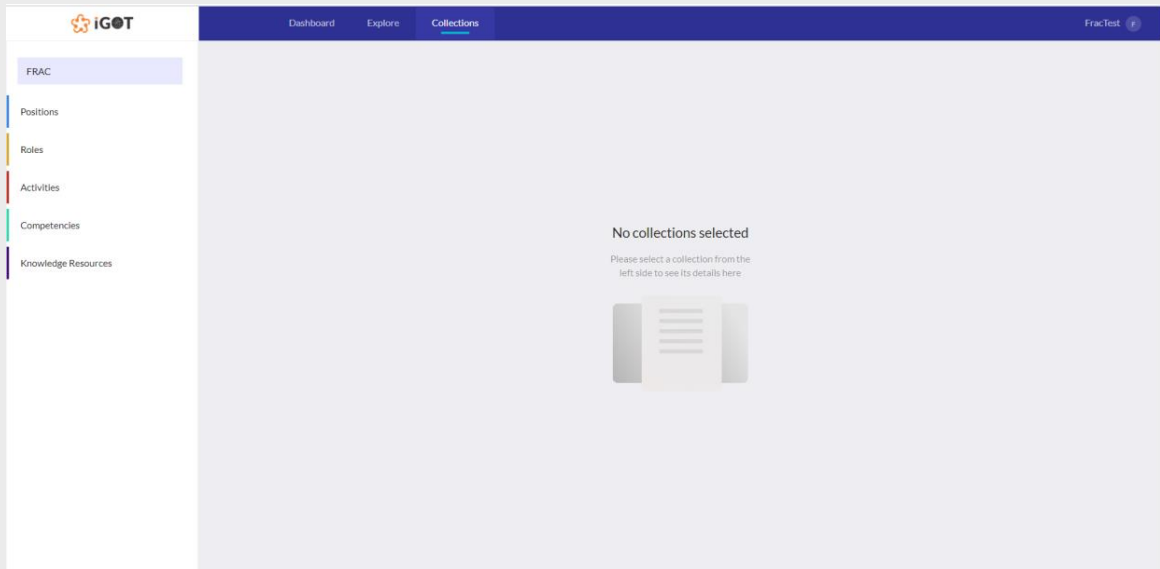 iGOT
Dashboard Explore Collections FracTest F
FRAC
Positions
Roles
Activities
Competencies
Knowledge Resources
No collections selected
Please select a collection from the
left side to see its details here